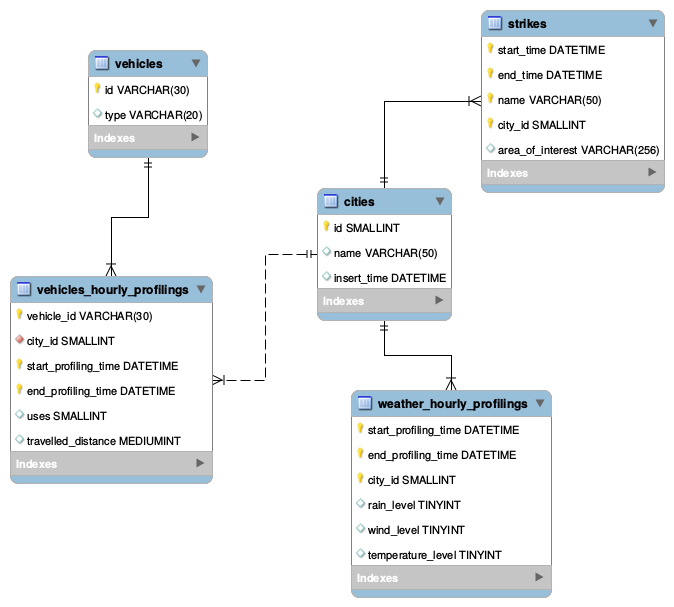 strikes
start_time DATETIME
end_time DATETIME
name VARCHAR(50)
city_id SMALLINT
area_of_interest VARCHAR(256)
Indexes
vehicles
id VARCHAR(30)
type VARCHAR(20)
Indexes
cities
id SMALLINT
name VARCHAR(50)
insert_time DATETIME
Indexes
vehicles_hourly_profilings
vehicle_id VARCHAR(30)
city_id SMALLINT
start_profiling_time DATETIME
end_profiling_time DATETIME
uses SMALLINT
travelled_distance MEDIUMINT
Indexes
weather_hourly_profilings
start_profiling_time DATETIME
end_profiling_time DATETIME
city_id SMALLINT
rain_level TINYINT
wind_level TINYINT
temperature_level TINYINT
Indexes